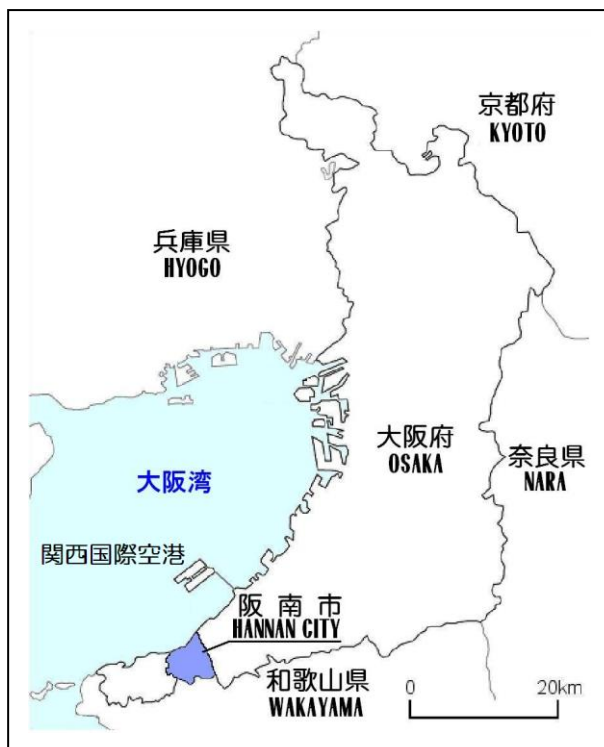 京都府
KYOTO
兵庫県
HYOGO
大阪府
OSAKA
奈良県
NARA
大阪湾
関西国際空港
阪南市
HANNAN CITY
和歌山県
WAKAYAMA
0 20km